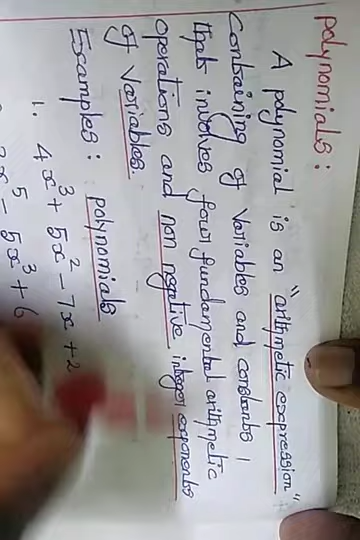 polynomials :
A polynomial is an "arithmetic expression"
Containing of variables and constants,
that involves four fundamental arithmetic
operations and non negative integer exponents
of variables.
Examples : polynomials
1. 4x³ + 5x² - 7x + 2
x⁵ - 5x³ + 6